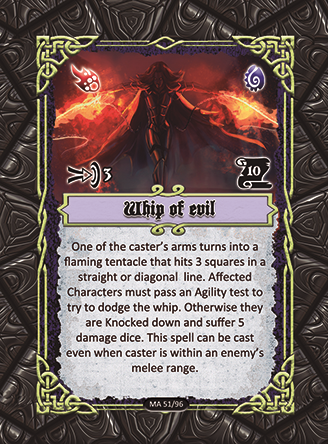 3
10
Whip of evil
One of the caster's arms turns into a
flaming tentacle that hits 3 squares in a
straight or diagonal line. Affected
Characters must pass an Agility test to
try to dodge the whip. Otherwise they
are Knocked down and suffer 5
damage dice. This spell can be cast
even when caster is within an enemy's
melee range.
MA 51/96